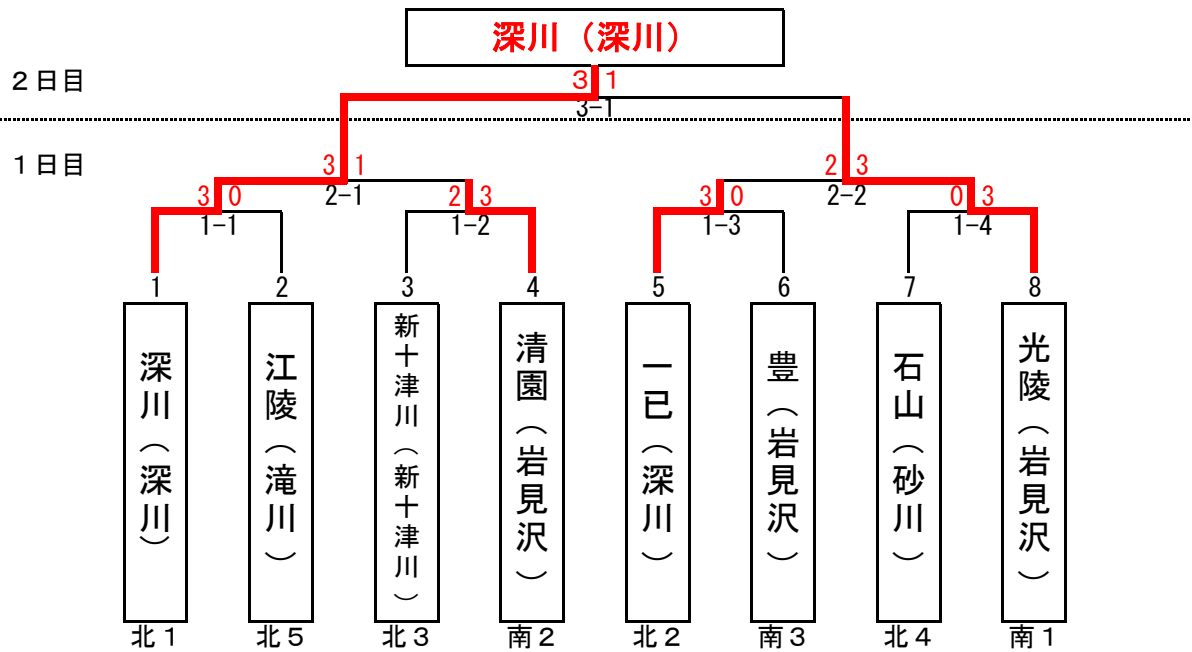 深川（深川）
２日目
３ 1
3-1
１日目
3 1
2 3
2-1
2-2
3 0
2 3
3 0
0 3
1-1
1-2
1-3
1-4
1 2 3 4 5 6 7 8
深川（深川）
江陵（滝川）
新十津川（新十津川）
清園（岩見沢）
一已（深川）
豊（岩見沢）
石山（砂川）
光陵（岩見沢）
北１ 北５ 北３ 南２ 北２ 南３ 北４ 南１